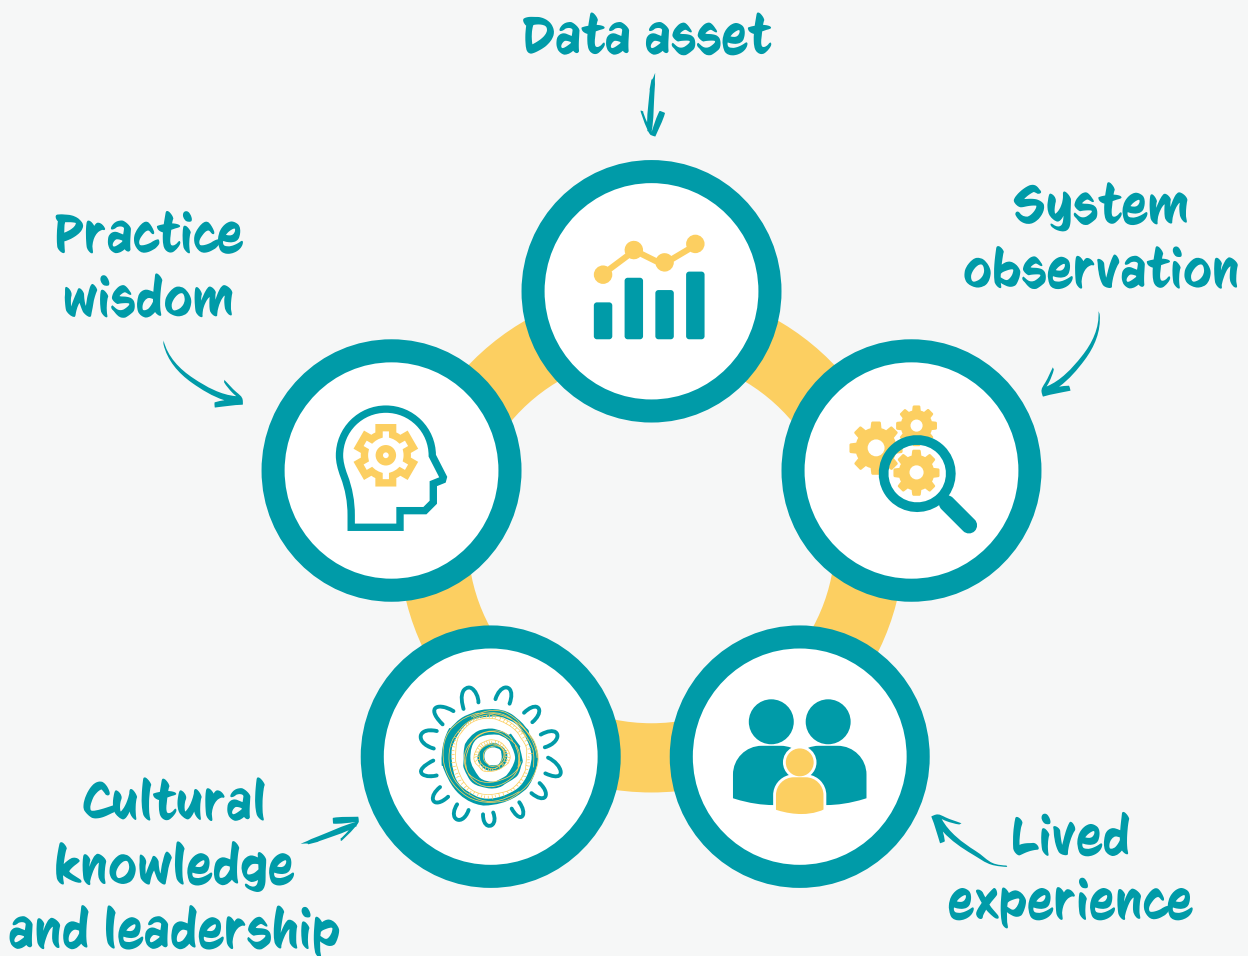 Data asset
System
observation
Practice
wisdom
Cultural
knowledge
and leadership
Lived
experience